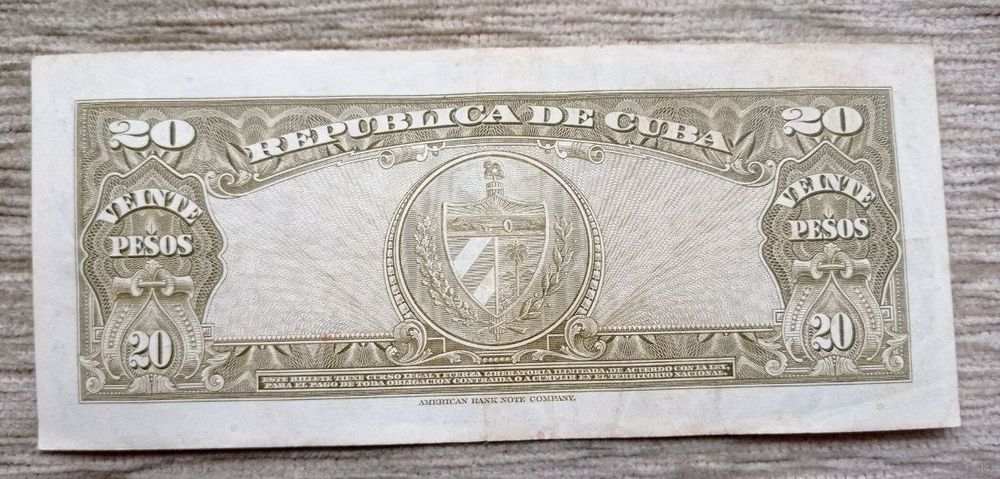 20 REPUBLICA DE CUBA 20
VEINTE PESOS
VEINTE PESOS
20
20
ESTE BILLETE TIENE CURSO LEGAL Y FUERZA LIBERATORIA ILIMITADA, DE ACUERDO CON LA LEY,
PARA EL PAGO DE TODA OBLIGACION CONTRAIDA O A CUMPLIR EN EL TERRITORIO NACIONAL.
AMERICAN BANK NOTE COMPANY.